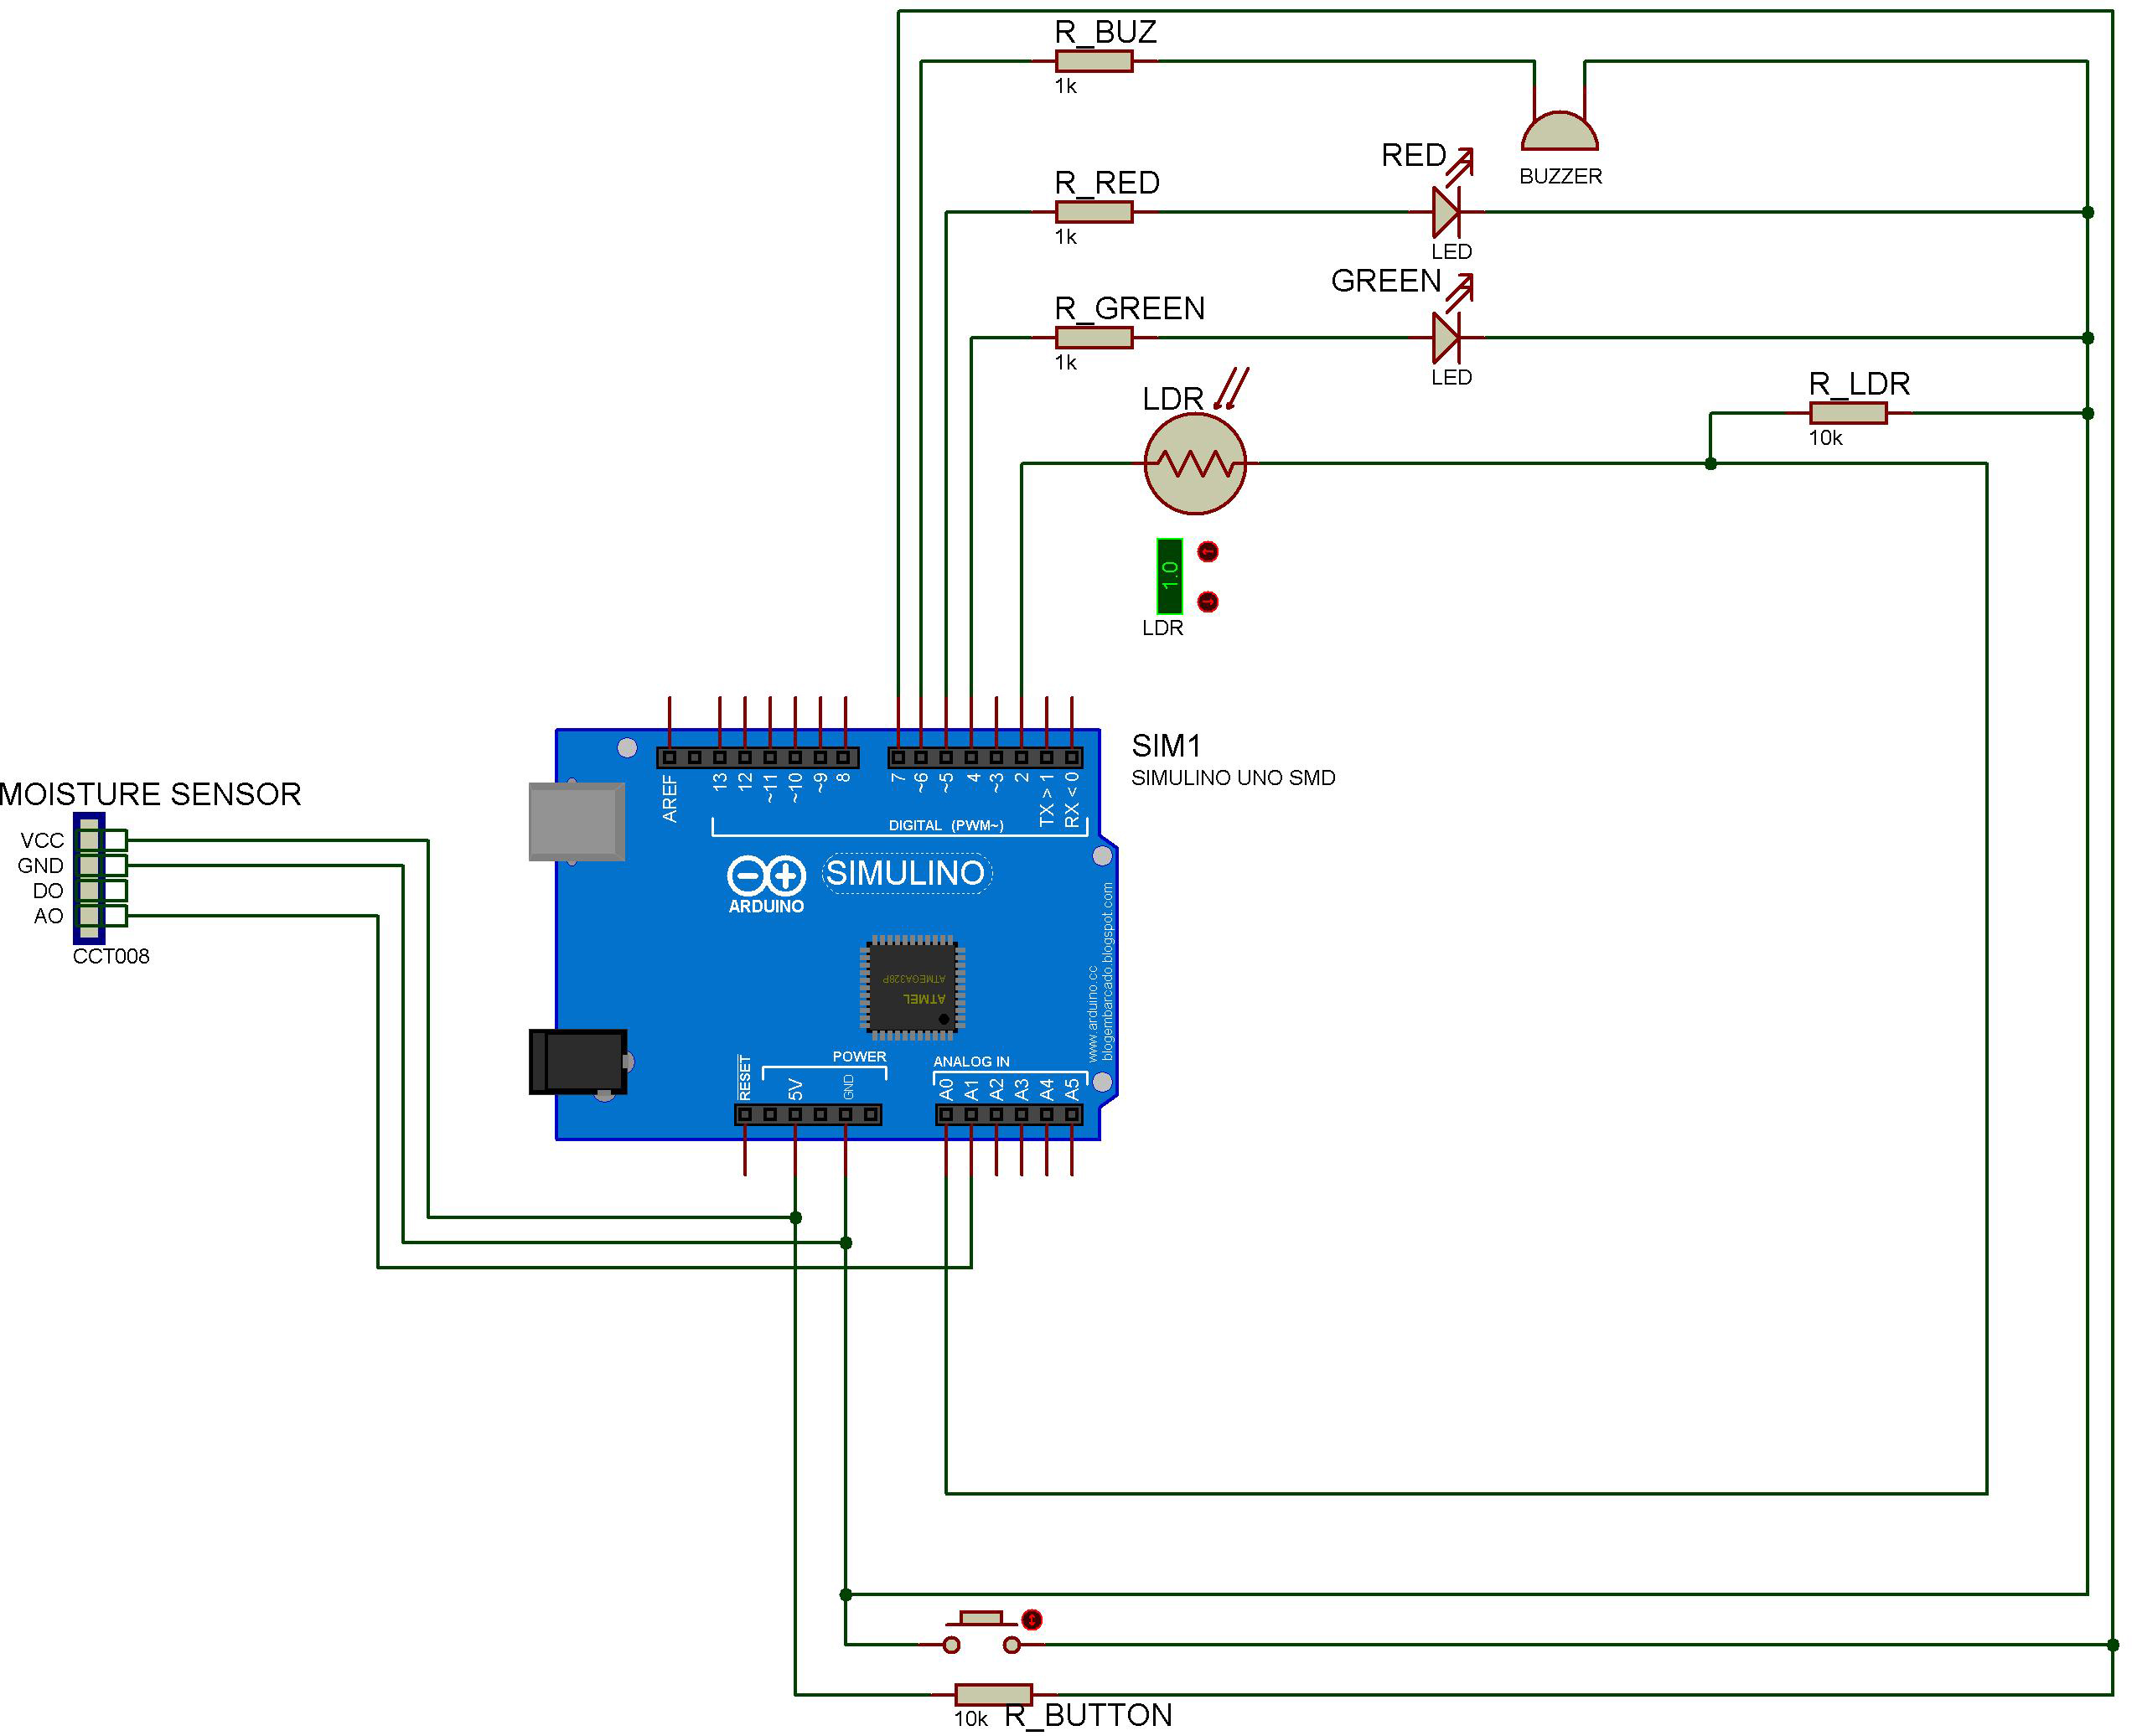 R_BUZ
1k
RED
BUZZER
R_RED
1k
LED
GREEN
R_GREEN
1k
LED
R_LDR
10k
LDR
1.0
LDR
SIM1
SIMULINO UNO SMD
AREF
13
12
~11
~10
~9
8
7
~6
~5
4
~3
2
TX > 1
RX < 0
DIGITAL (PWM~)
MOISTURE SENSOR
VCC
GND
DO
AO
CCT008
SIMULINO
ARDUINO
ATMEGA328P
ATMEL
www.arduino.cc
blogembarcado.blogspot.com
RESET
POWER
5V
GND
ANALOG IN
A0
A1
A2
A3
A4
A5
10k
R_BUTTON